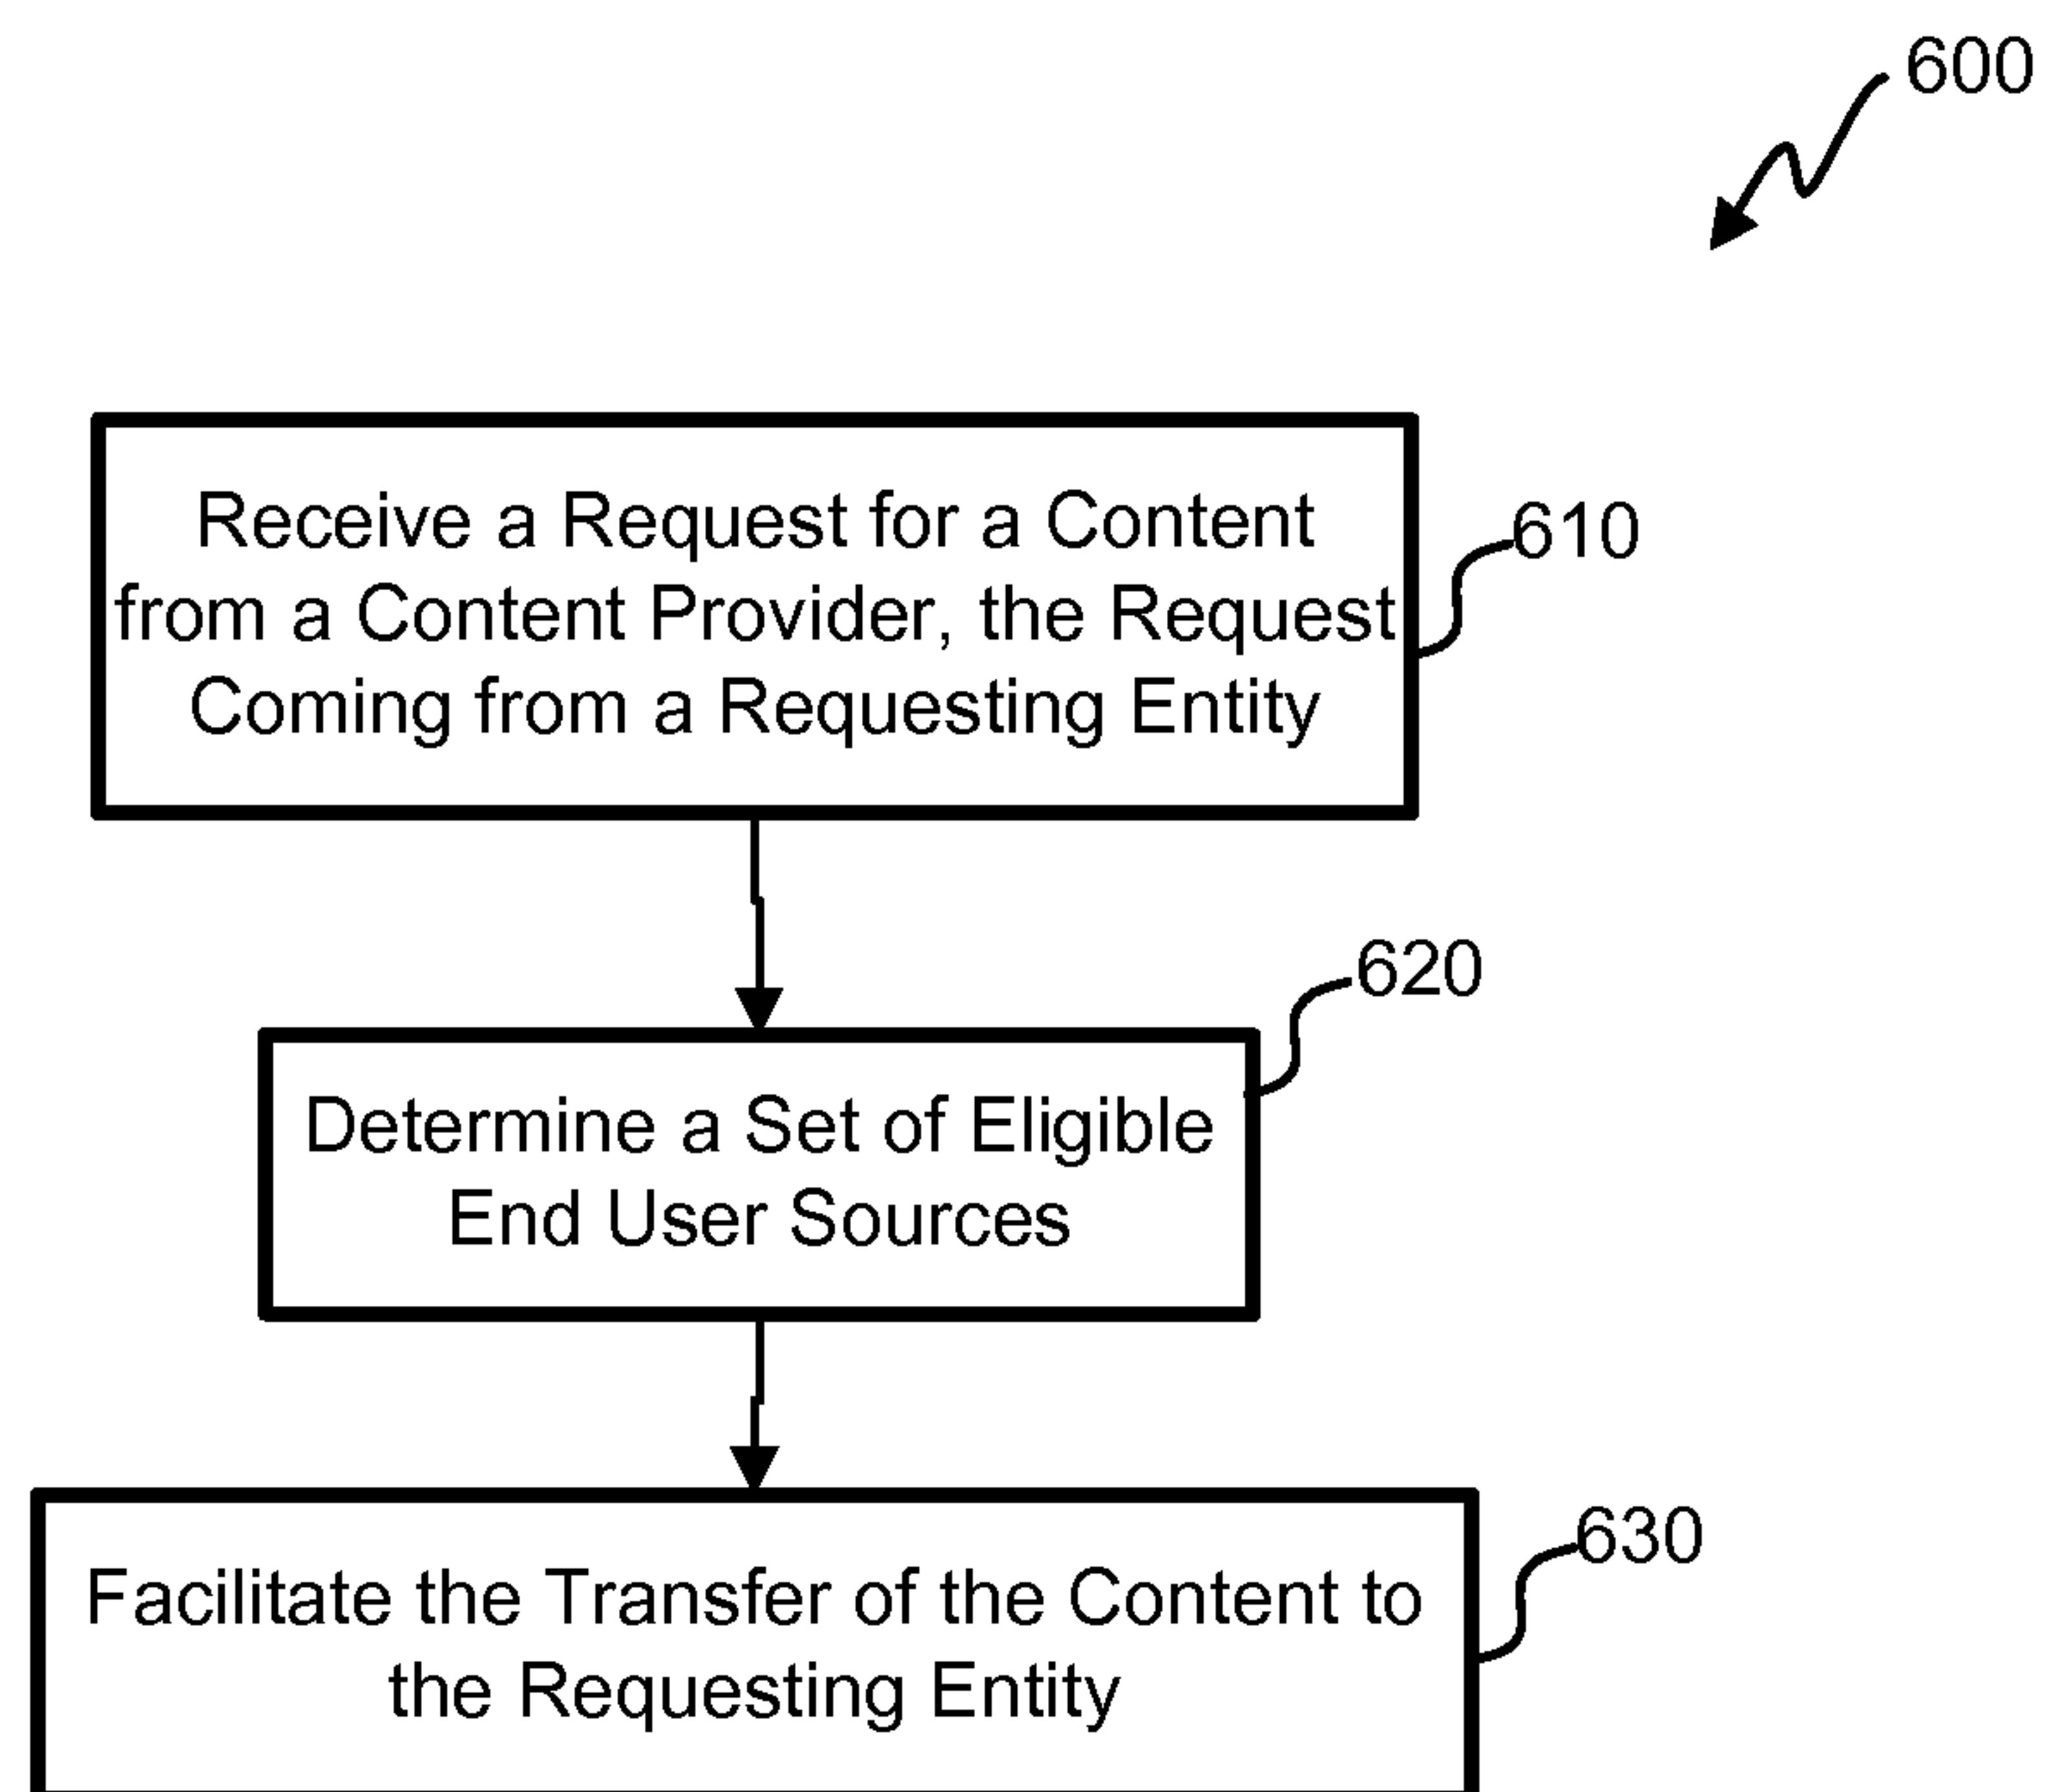 600
Receive a Request for a Content
from a Content Provider, the Request
Coming from a Requesting Entity
610
620
Determine a Set of Eligible
End User Sources
630
Facilitate the Transfer of the Content to
the Requesting Entity